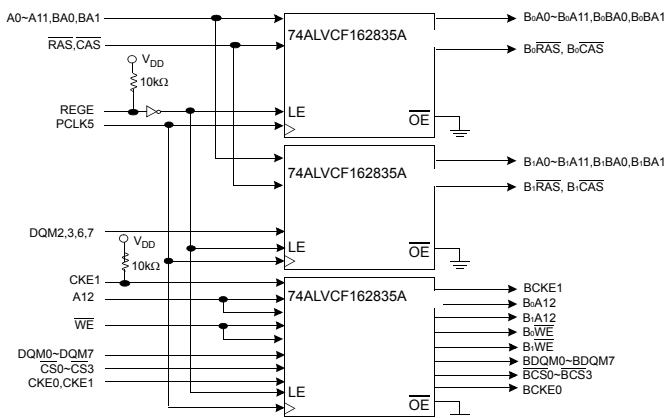 A0~A11,BA0,BA1
74ALVCF162835A
B0A0~B0A11,B0BA0,B0BA1
RAS,CAS
B0RAS, B0CAS
VDD
10kΩ
REGE
LE
PCLK5
OE
74ALVCF162835A
B1A0~B1A11,B1BA0,B1BA1
B1RAS, B1CAS
DQM2,3,6,7
VDD
LE
OE
10kΩ
CKE1
74ALVCF162835A
BCKE1
A12
B0A12
B1A12
WE
B0WE
B1WE
DQM0~DQM7
BDQM0~BDQM7
CS0~CS3
BCS0~BCS3
CKE0,CKE1
BCKE0
LE
OE